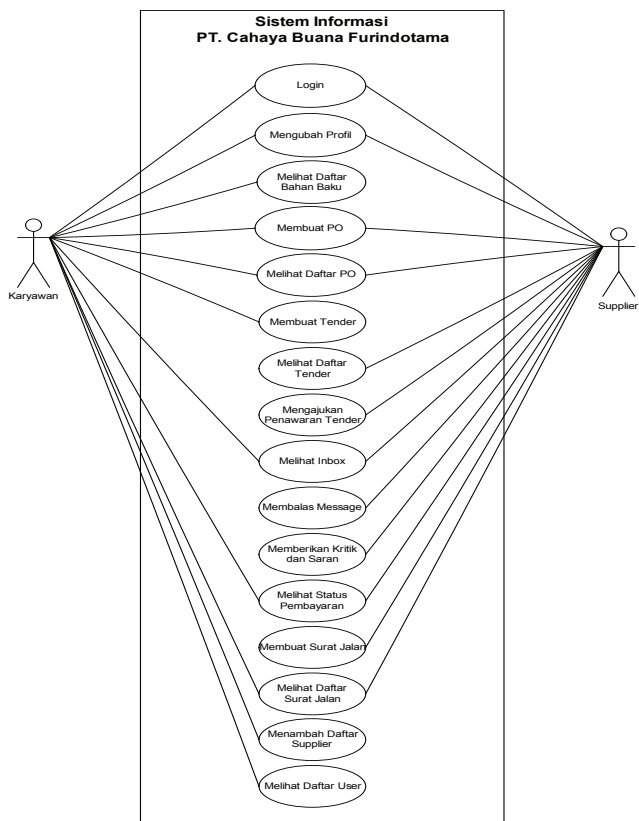 Sistem Informasi
PT. Cahaya Buana Furindotama
Login
Mengubah Profil
Melihat Daftar
Bahan Baku
Membuat PO
Melihat Daftar PO
Karyawan
Supplier
Membuat Tender
Melihat Daftar
Tender
Mengajukan
Penawaran Tender
Melihat Inbox
Membalas Message
Memberikan Kritik
dan Saran
Melihat Status
Pembayaran
Membuat Surat Jalan
Melihat Daftar
Surat Jalan
Menambah Daftar
Supplier
Melihat Daftar User